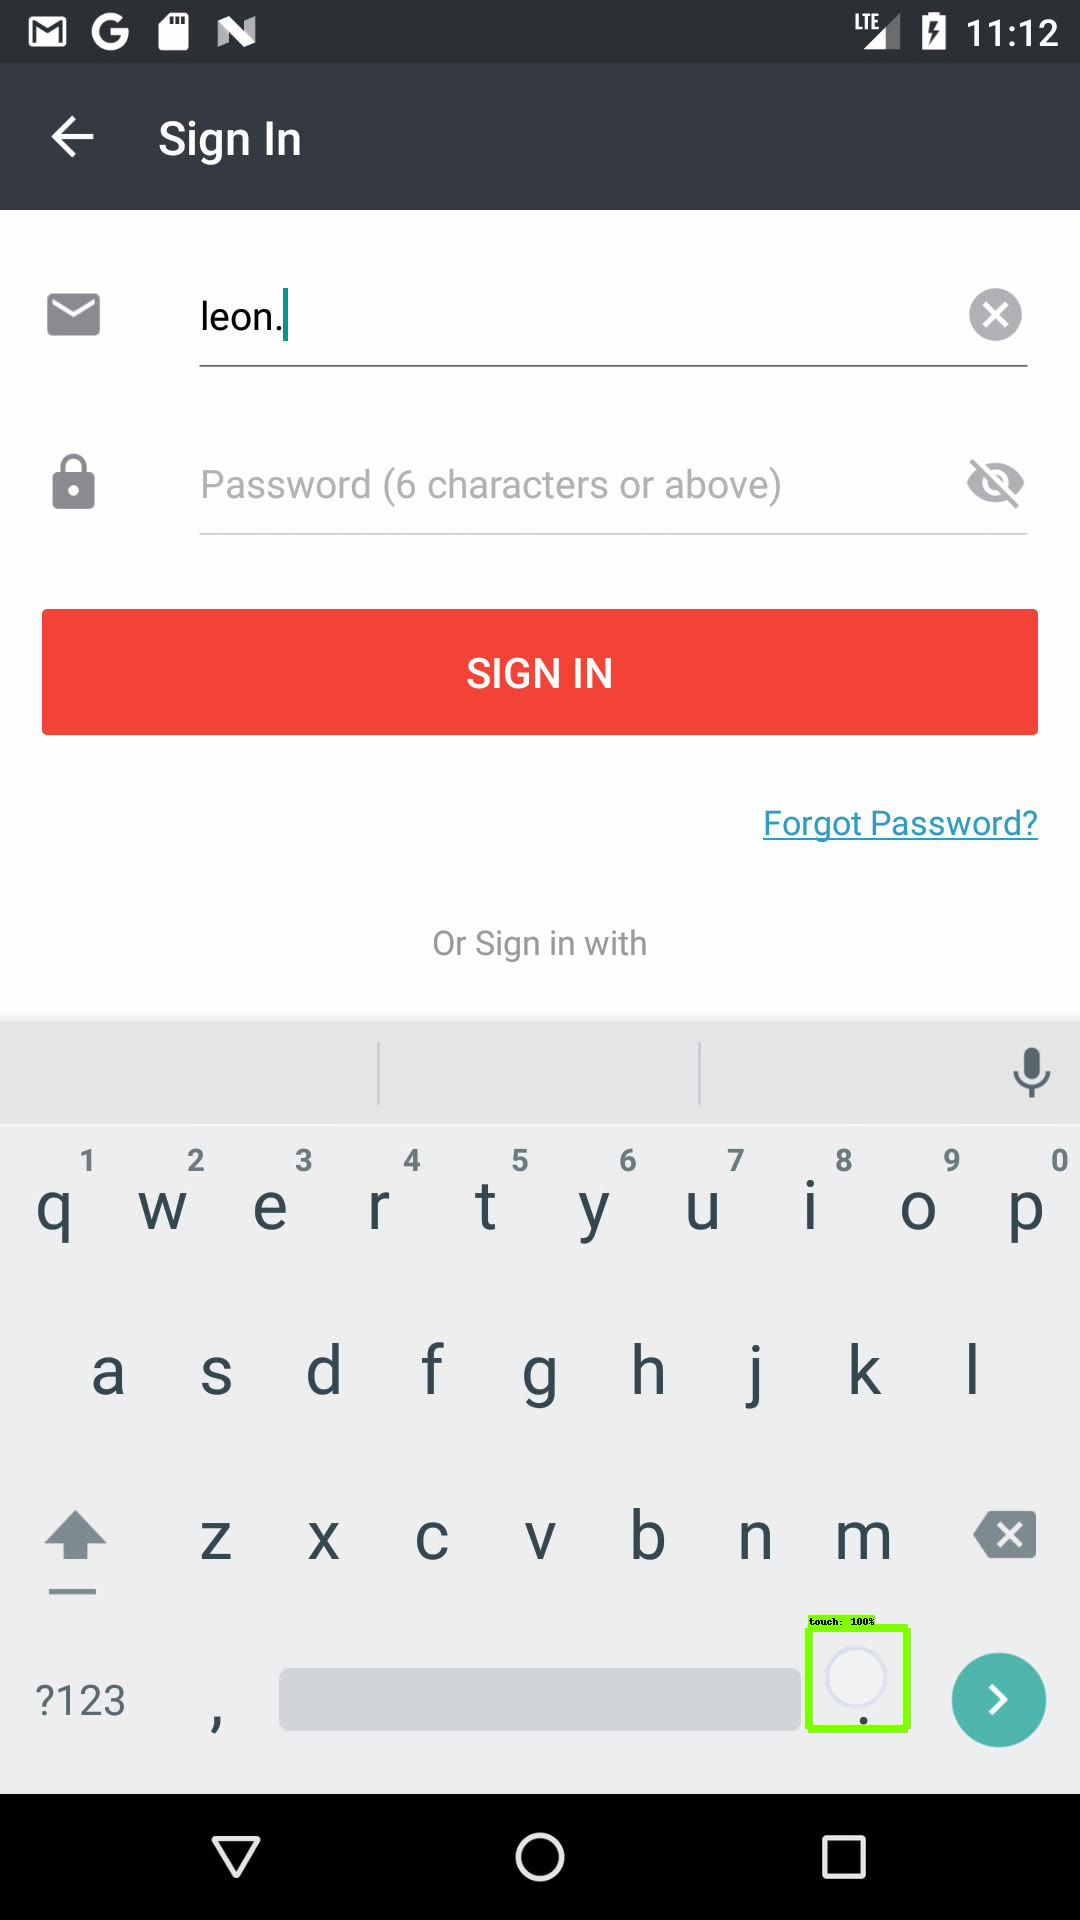 LTE 11:12
Sign In
leon.
Password (6 characters or above)
SIGN IN
Forgot Password?
Or Sign in with
1 2 3 4 5 6 7 8 9 0
q w e r t y u i o p
a s d f g h j k l
z x c v b n m
touch: 100%
?123 , .